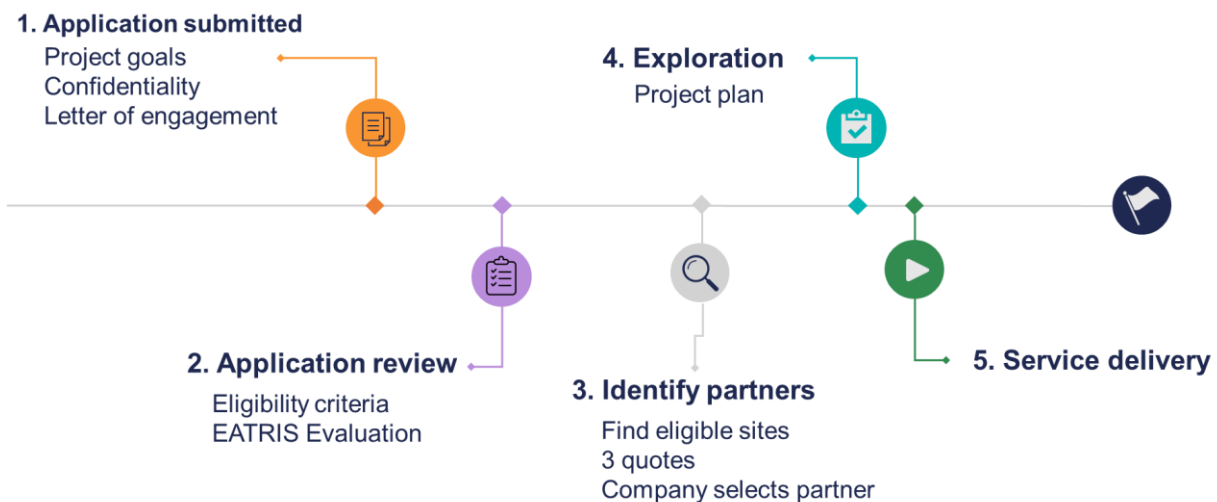 1. Application submitted
Project goals
Confidentiality
Letter of engagement
2. Application review
Eligibility criteria
EATRIS Evaluation
3. Identify partners
Find eligible sites
3 quotes
Company selects partner
4. Exploration
Project plan
5. Service delivery